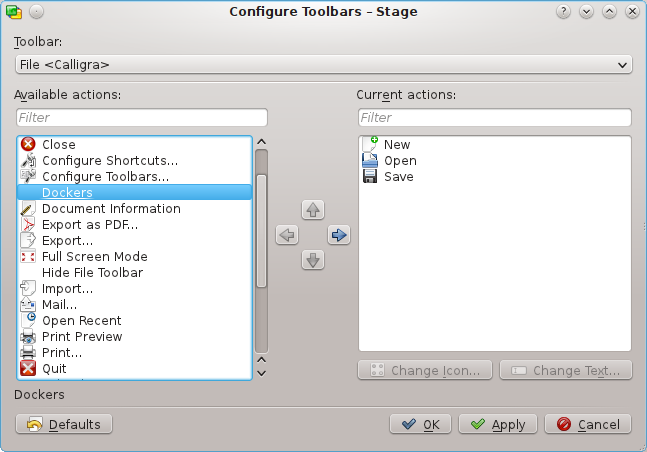 Configure Toolbars – Stage
?
Toolbar:
File <Calligra>
Available actions:
Current actions:
Filter
Filter
Close
Configure Shortcuts...
Configure Toolbars...
Dockers
Document Information
Export as PDF...
Export...
Full Screen Mode
Hide File Toolbar
Import...
Mail...
Open Recent
Print Preview
Print...
Quit
New
Open
Save
Change Icon...
Change Text...
Dockers
Defaults
OK
Apply
Cancel